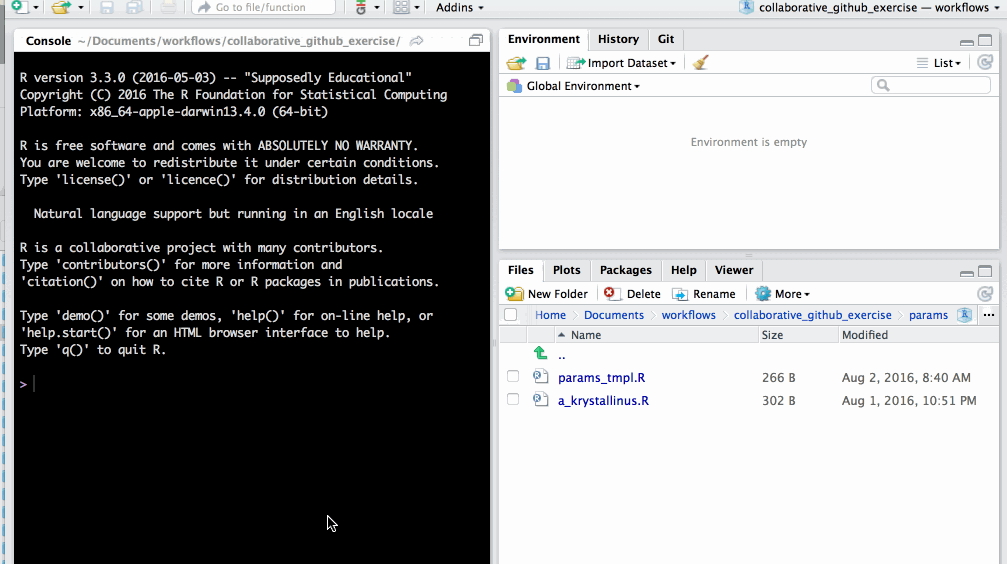 Go to file/function
Addins
collaborative_github_exercise — workflows
Console ~/Documents/workflows/collaborative_github_exercise/
R version 3.3.0 (2016-05-03) -- "Supposedly Educational"
Copyright (C) 2016 The R Foundation for Statistical Computing
Platform: x86_64-apple-darwin13.4.0 (64-bit)
R is free software and comes with ABSOLUTELY NO WARRANTY.
You are welcome to redistribute it under certain conditions.
Type 'license()' or 'licence()' for distribution details.
Natural language support but running in an English locale
R is a collaborative project with many contributors.
Type 'contributors()' for more information and
'citation()' on how to cite R or R packages in publications.
Type 'demo()' for some demos, 'help()' for on-line help, or
'help.start()' for an HTML browser interface to help.
Type 'q()' to quit R.
>
Environment History Git
Import Dataset List
Global Environment
Environment is empty
Files Plots Packages Help Viewer
New Folder Delete Rename More
Home Documents workflows collaborative_github_exercise params ...
Name Size Modified
..
params_tmpl.R 266 B Aug 2, 2016, 8:40 AM
a_krystallinus.R 302 B Aug 1, 2016, 10:51 PM